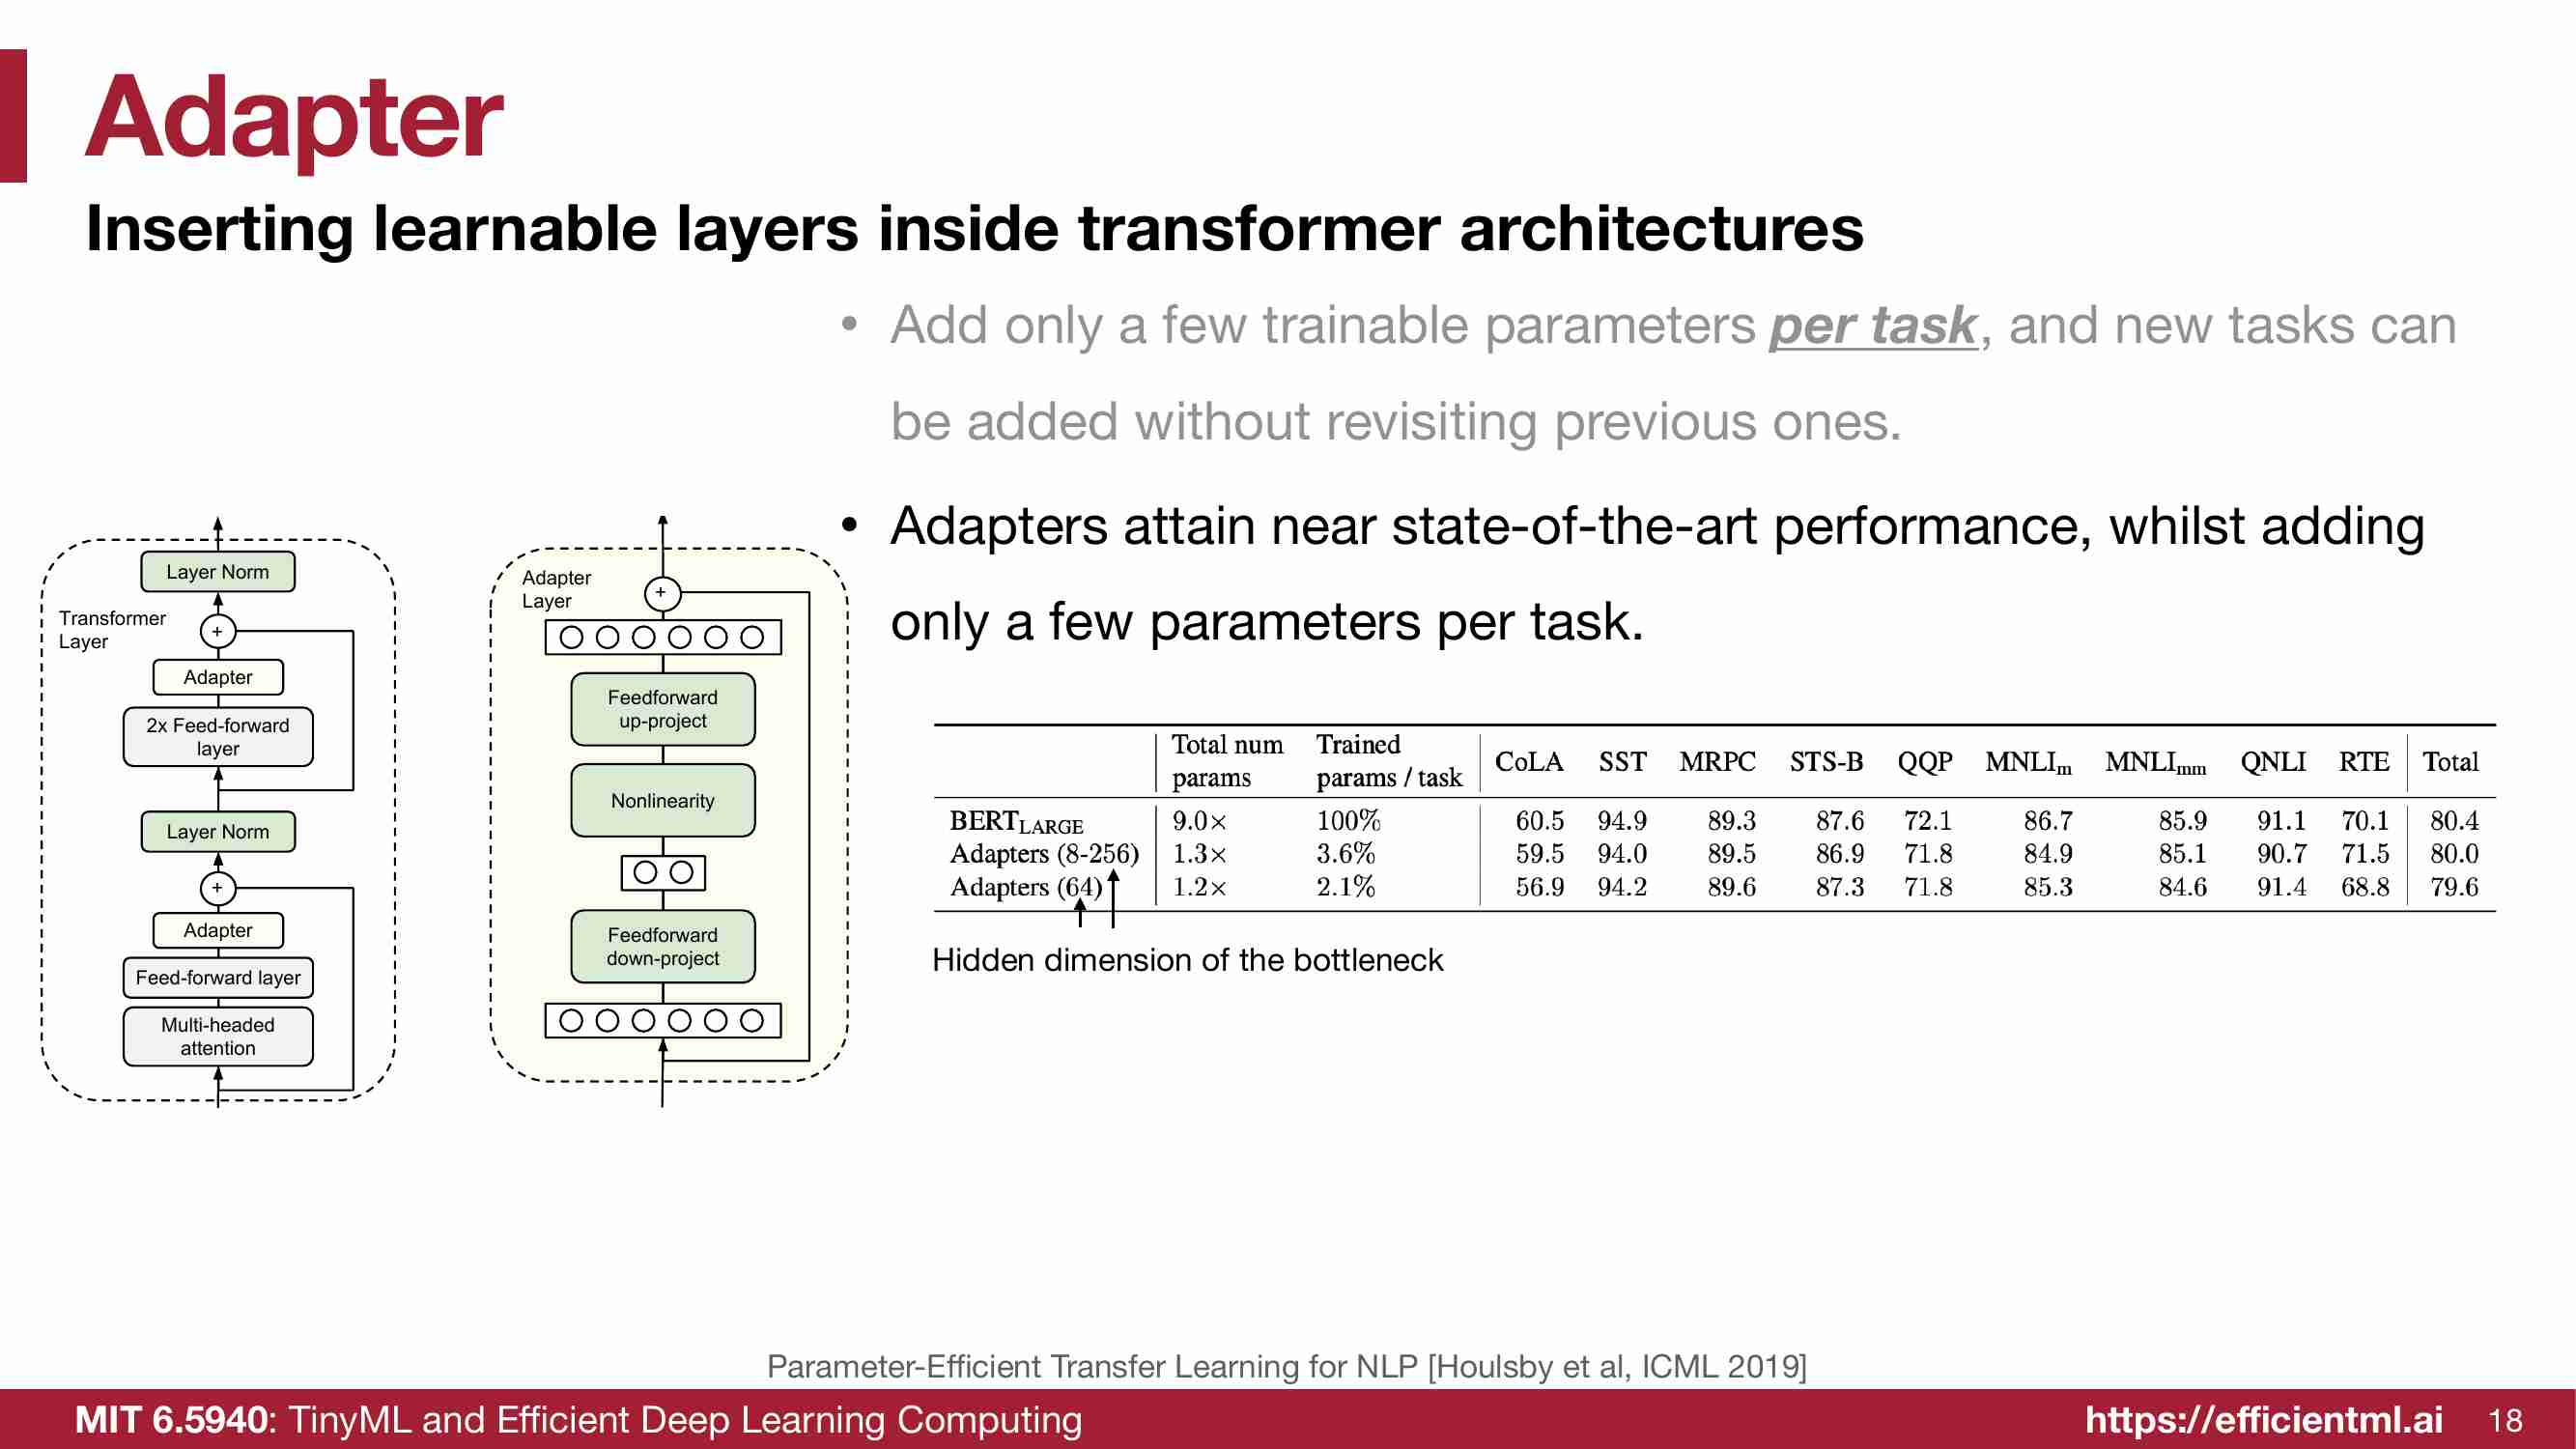 Adapter
Inserting learnable layers inside transformer architectures
• Add only a few trainable parameters per task, and new tasks can
be added without revisiting previous ones.
• Adapters attain near state-of-the-art performance, whilst adding
only a few parameters per task.
Layer Norm
Transformer
Layer
+
Adapter
2x Feed-forward
layer
Layer Norm
+
Adapter
Feed-forward layer
Multi-headed
attention
Adapter
Layer
+
Feedforward
up-project
Nonlinearity
Feedforward
down-project
Total num params Trained params / task CoLA SST MRPC STS-B QQP MNLIm MNLImm QNLI RTE Total
BERTLARGE 9.0× 100% 60.5 94.9 89.3 87.6 72.1 86.7 85.9 91.1 70.1 80.4
Adapters (8-256) 1.3× 3.6% 59.5 94.0 89.5 86.9 71.8 84.9 85.1 90.7 71.5 80.0
Adapters (64) 1.2× 2.1% 56.9 94.2 89.6 87.3 71.8 85.3 84.6 91.4 68.8 79.6
Hidden dimension of the bottleneck
Parameter-Efficient Transfer Learning for NLP [Houlsby et al, ICML 2019]
MIT 6.5940: TinyML and Efficient Deep Learning Computing
https://efficientml.ai 18